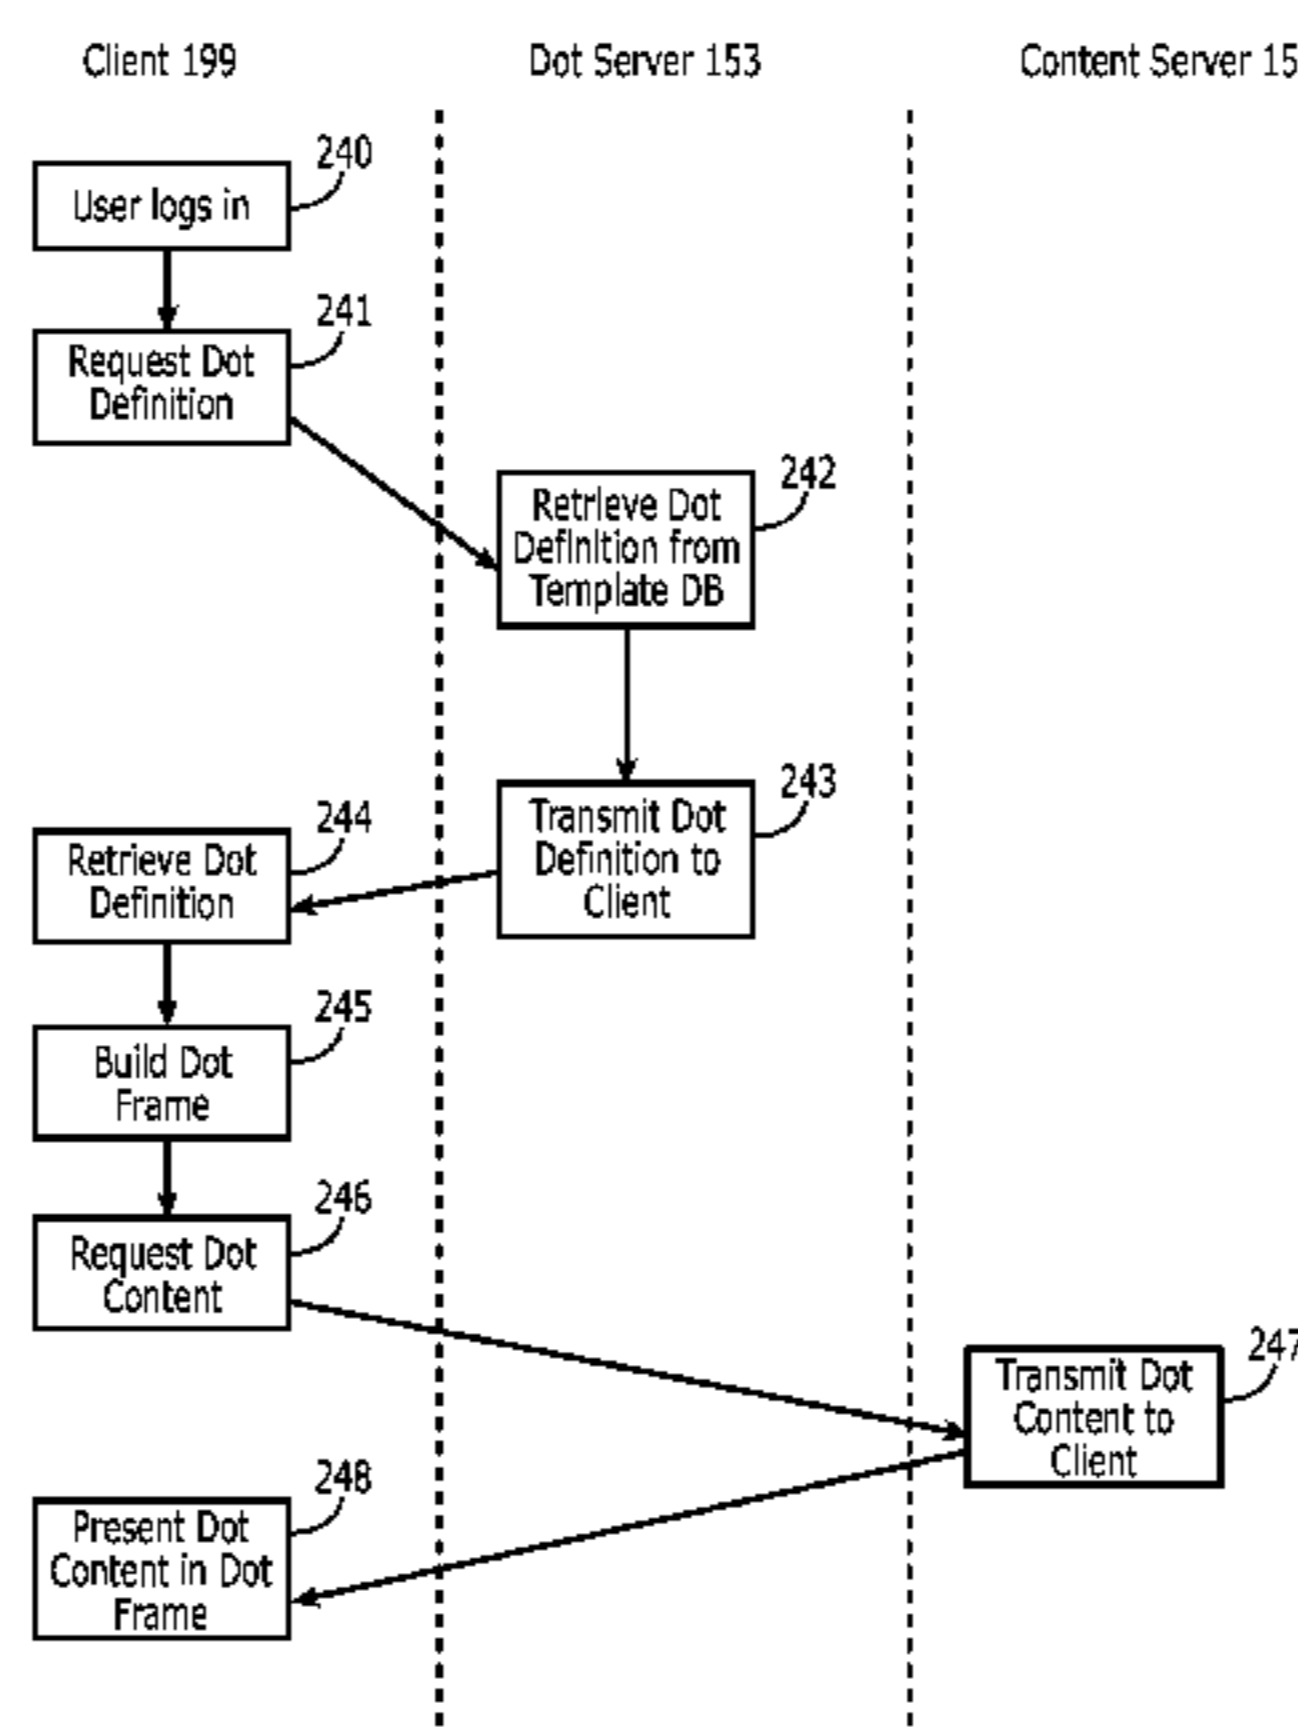 Client 199
Dot Server 153
Content Server 15
240
User logs in
241
Request Dot
Definition
242
Retrieve Dot
Definition from
Template DB
243
Transmit Dot
Definition to
Client
244
Retrieve Dot
Definition
245
Build Dot
Frame
246
Request Dot
Content
247
Transmit Dot
Content to
Client
248
Present Dot
Content in Dot
Frame